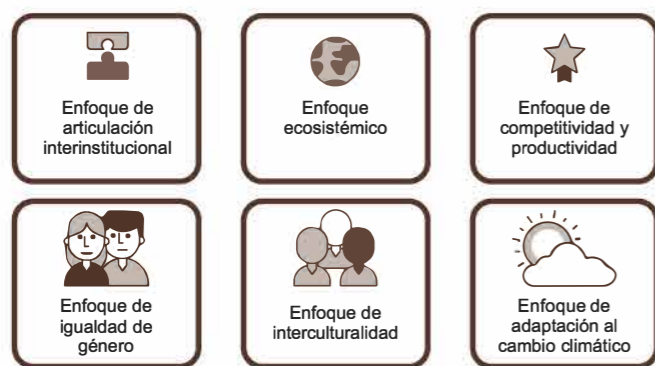 Enfoque de
articulación
interinstitucional
Enfoque
ecosistémico
Enfoque de
competitividad y
productividad
Enfoque de
igualdad de
género
Enfoque de
interculturalidad
Enfoque de
adaptación al
cambio climático